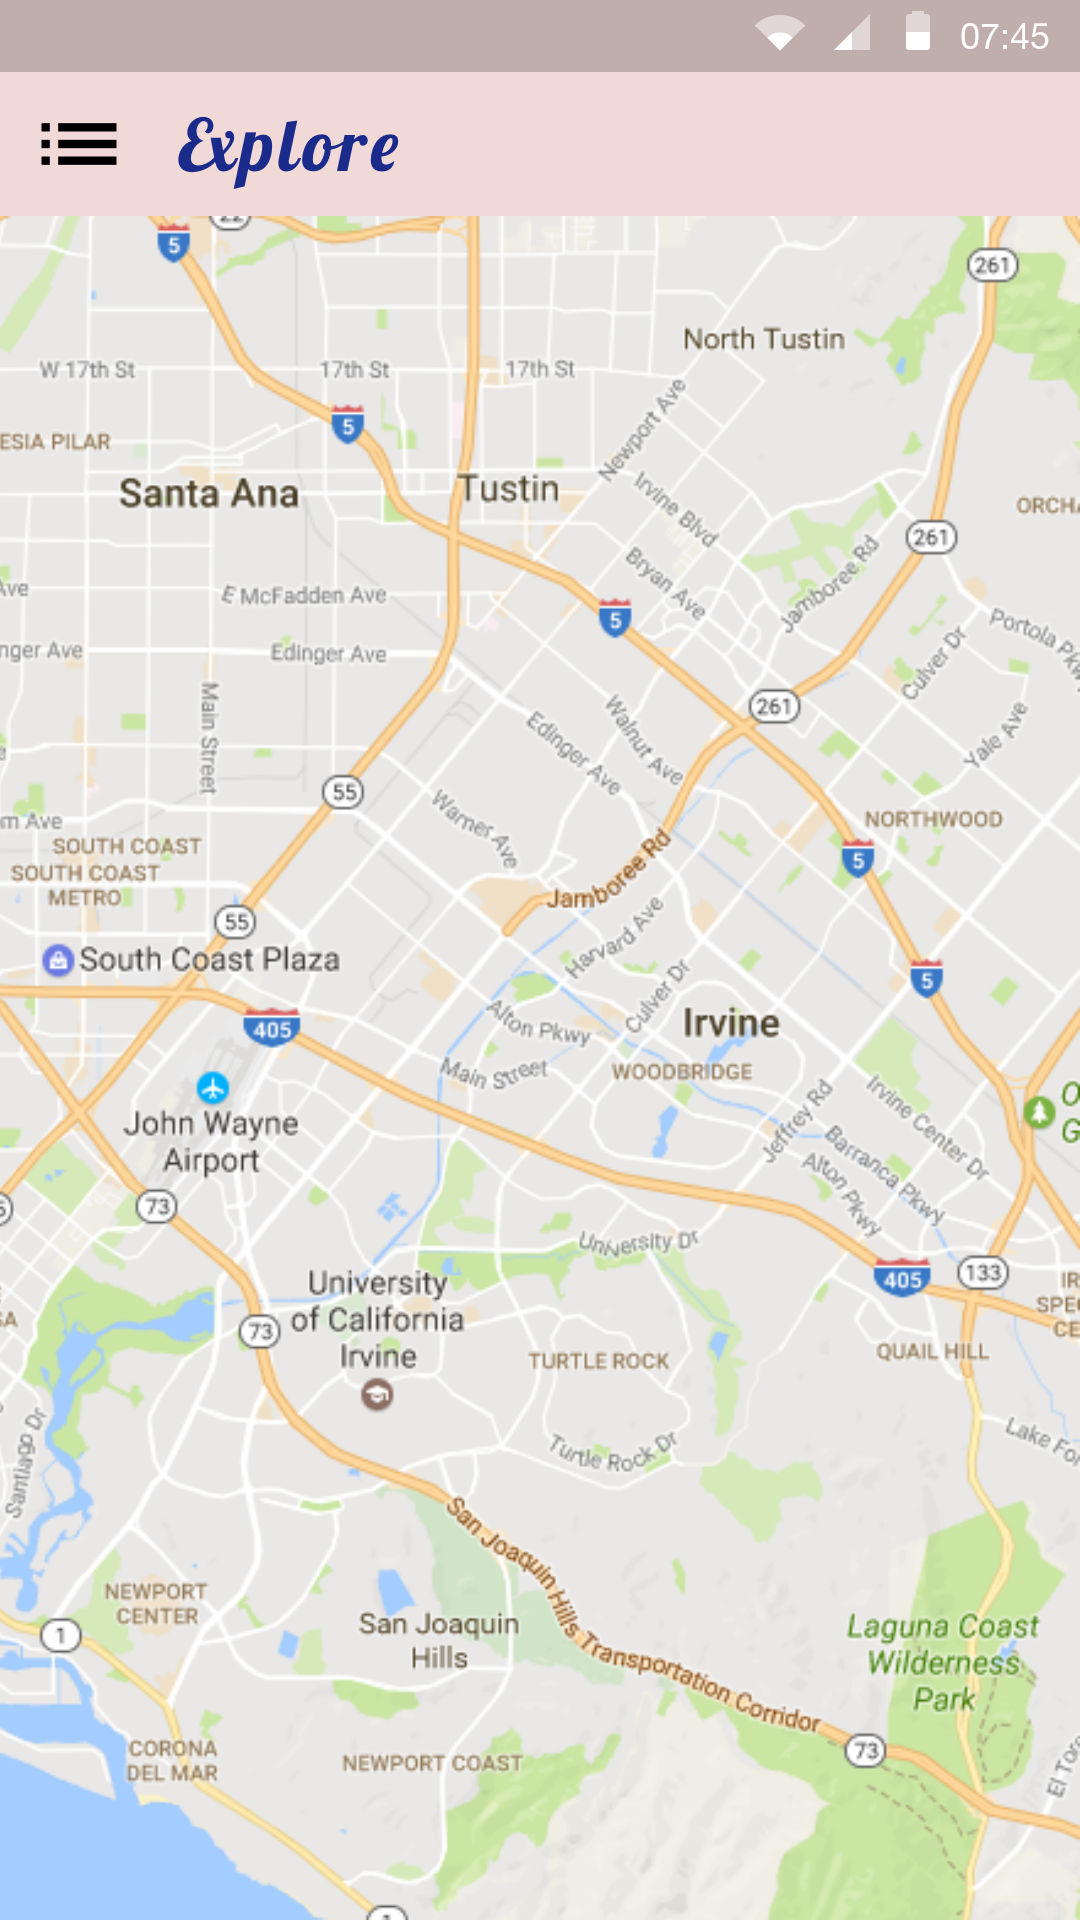 07:45
Explore
22
5
261
North Tustin
W 17th St
17th St
17th St
Newport Ave
5
ESIA PILAR
Santa Ana
Tustin
Irvine Blvd
ORCHA
261
Jamboree Rd
Bryan Ave
Ave
E McFadden Ave
5
Portola Pkw
Culver Dr
nger Ave
Edinger Ave
Main Street
261
Walnut Ave
Edinger Ave
Yale Ave
55
Warner Ave
m Ave
NORTHWOOD
SOUTH COAST
SOUTH COAST
METRO
5
Jamboree Rd
55
Harvard Ave
South Coast Plaza
Culver Dr
5
405
Alton Pkwy
Irvine
Main Street
WOODBRIDGE
John Wayne
Airport
Jeffrey Rd
Irvine Center Dr
Barranca Pkwy
Alton Pkwy
O
G
73
University Dr
405
133
University
of California
Irvine
73
IR
SPE
CE
SA
TURTLE ROCK
QUAIL HILL
Santiago Dr
Turtle Rock Dr
Lake For
San Joaquin Hills Transportation Corridor
NEWPORT
CENTER
1
San Joaquin
Hills
Laguna Coast
Wilderness
Park
CORONA
DEL MAR
NEWPORT COAST
73
El Toro
1